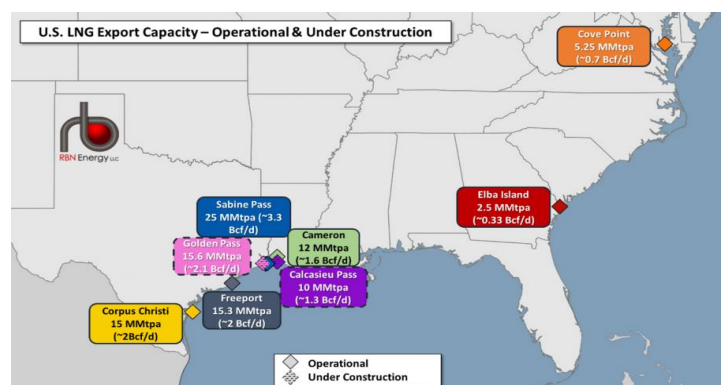 U.S. LNG Export Capacity – Operational & Under Construction
Cove Point
5.25 MMtpa
(~0.7 Bcf/d)
rb
RBN Energy LLC
Elba Island
2.5 MMtpa
(~0.33 Bcf/d)
Sabine Pass
25 MMtpa (~3.3
Bcf/d)
Golden Pass
15.6 MMtpa
(~2.1 Bcf/d)
Cameron
12 MMtpa
(~1.6 Bcf/d)
Calcasieu Pass
10 MMtpa
(~1.3 Bcf/d)
Freeport
15.3 MMtpa
(~2 Bcf/d)
Corpus Christi
15 MMtpa
(~2Bcf/d)
Operational
Under Construction